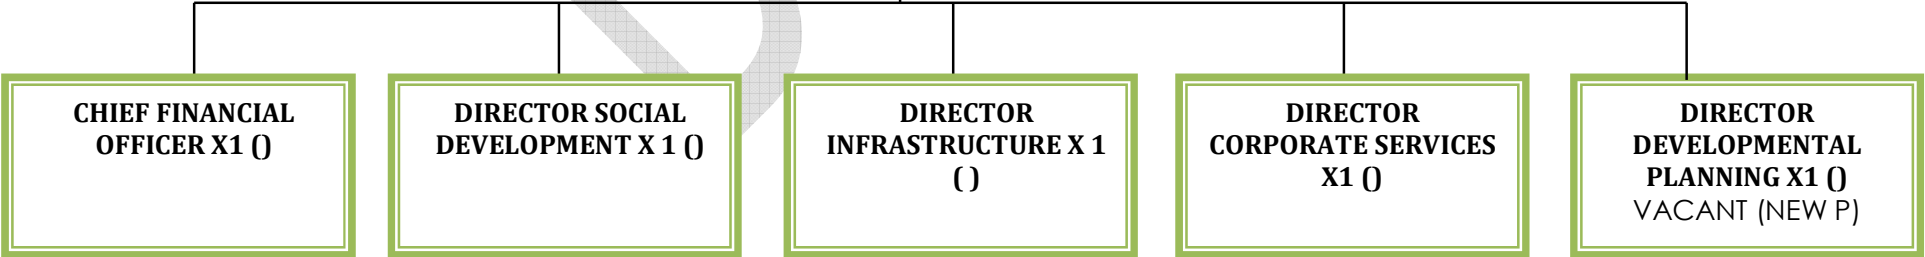 CHIEF FINANCIAL
OFFICER X1 ()
DIRECTOR SOCIAL
DEVELOPMENT X 1 ()
DIRECTOR
INFRASTRUCTURE X 1
( )
DIRECTOR
CORPORATE SERVICES
X1 ()
DIRECTOR
DEVELOPMENTAL
PLANNING X1 ()
VACANT (NEW P)